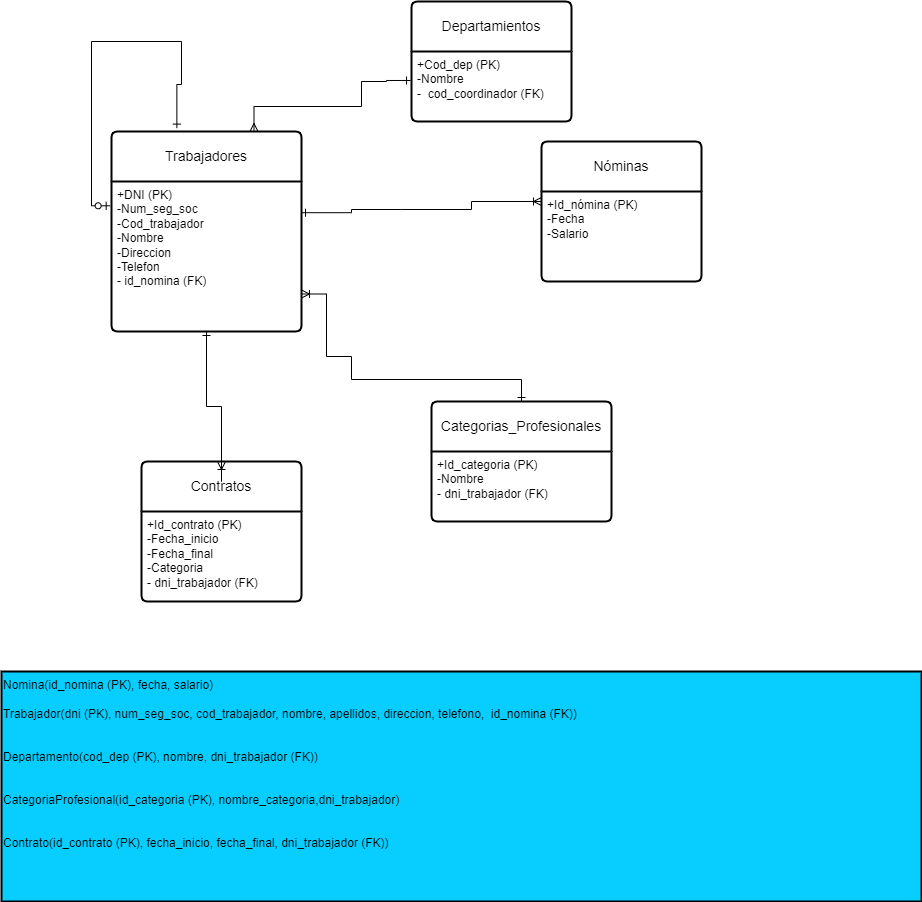 Departamientos
+Cod_dep (PK)
-Nombre
-  cod_coordinador (FK)
Trabajadores
+DNI (PK)
-Num_seg_soc
-Cod_trabajador
-Nombre
-Direccion
-Telefon
- id_nomina (FK)
Nóminas
+Id_nómina (PK)
-Fecha
-Salario
Categorias_Profesionales
+Id_categoria (PK)
-Nombre
- dni_trabajador (FK)
Contratos
+Id_contrato (PK)
-Fecha_inicio
-Fecha_final
-Categoria
- dni_trabajador (FK)
Nomina(id_nomina (PK), fecha, salario)
Trabajador(dni (PK), num_seg_soc, cod_trabajador, nombre, apellidos, direccion, telefono,  id_nomina (FK))
Departamento(cod_dep (PK), nombre, dni_trabajador (FK))
CategoriaProfesional(id_categoria (PK), nombre_categoria,dni_trabajador)
Contrato(id_contrato (PK), fecha_inicio, fecha_final, dni_trabajador (FK))